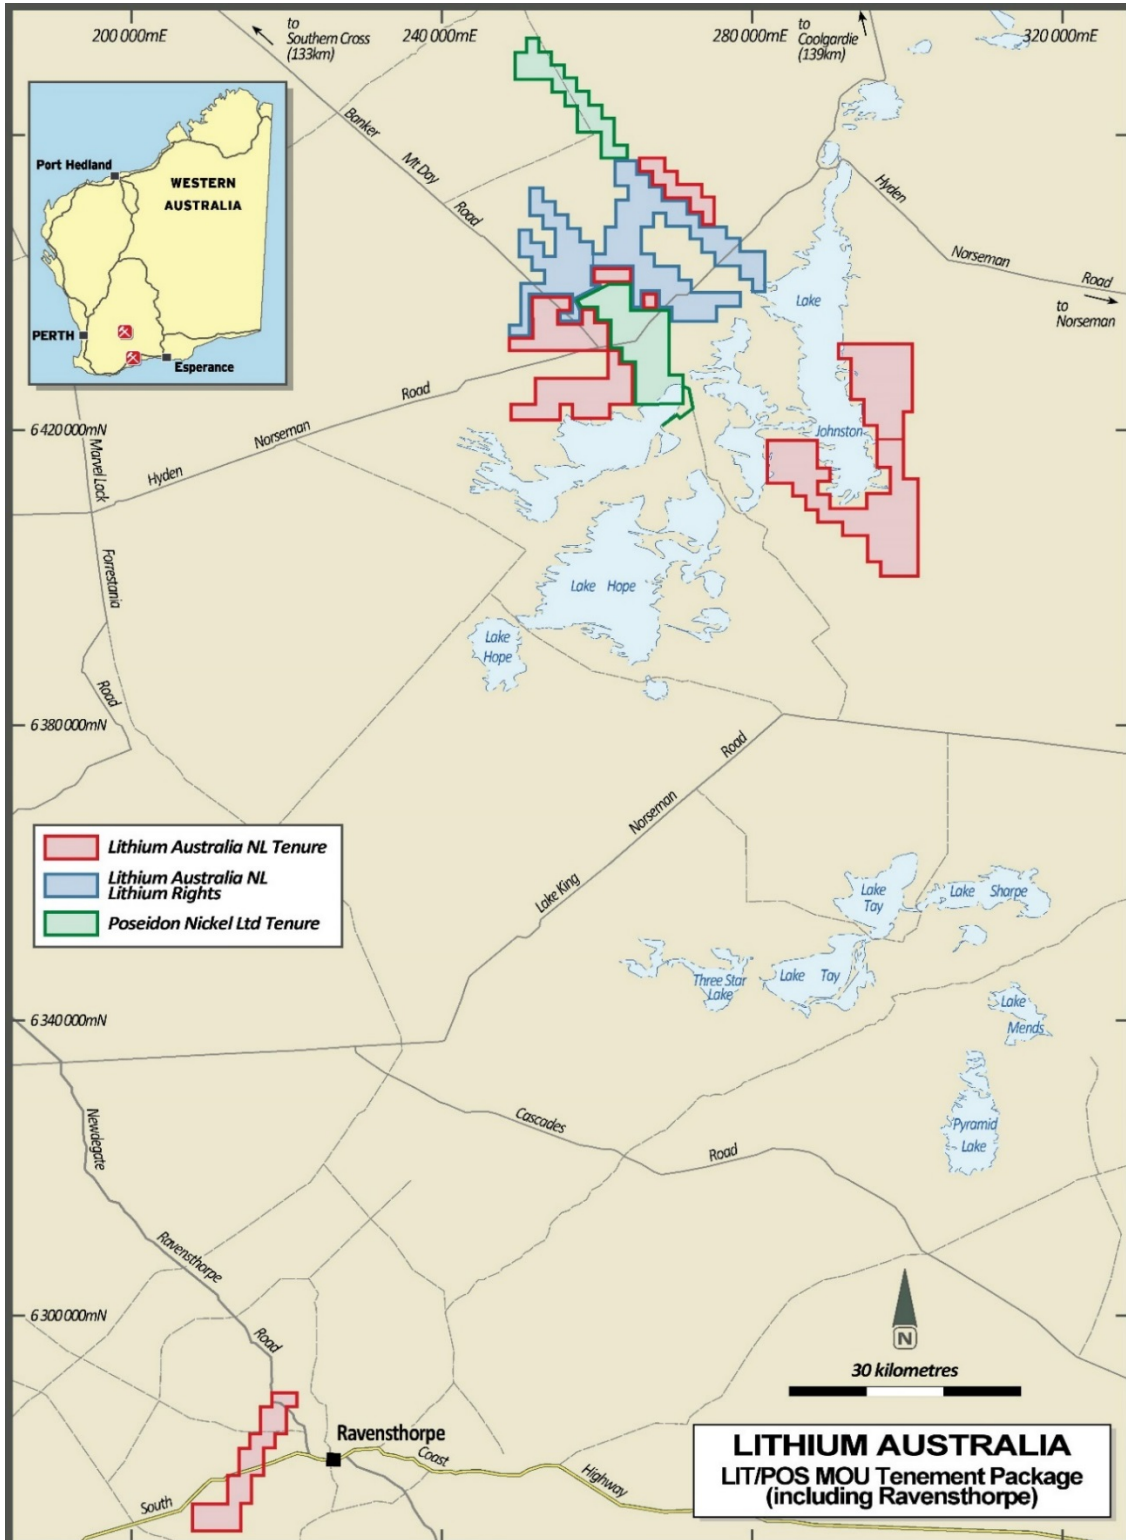 200 000mE
to
Southern Cross
(133km)
240 000mE
280 000mE
to
Coolgardie
(139km)
320 000mE
Port Hedland
WESTERN
AUSTRALIA
PERTH
Esperance
Banker
Mt Day
Road
Hyden
Norseman
Road
to
Norseman
Lake
Johnston
Road
Norseman
Hyden
6 420 000mN
Marvel Lock
Forrestania
Road
Lake Hope
Lake
Hope
6 380 000mN
Road
Norseman
Lake King
Lithium Australia NL Tenure
Lithium Australia NL
Lithium Rights
Poseidon Nickel Ltd Tenure
Lake
Tay
Lake Sharpe
Three Star
Lake
Lake Tay
Lake
Mends
6 340 000mN
Pyramid
Lake
Cascades
Road
Newdegate
Ravensthorpe
Road
6 300 000mN
N
30 kilometres
Ravensthorpe
South
Coast
Highway
LITHIUM AUSTRALIA
LIT/POS MOU Tenement Package
(including Ravensthorpe)